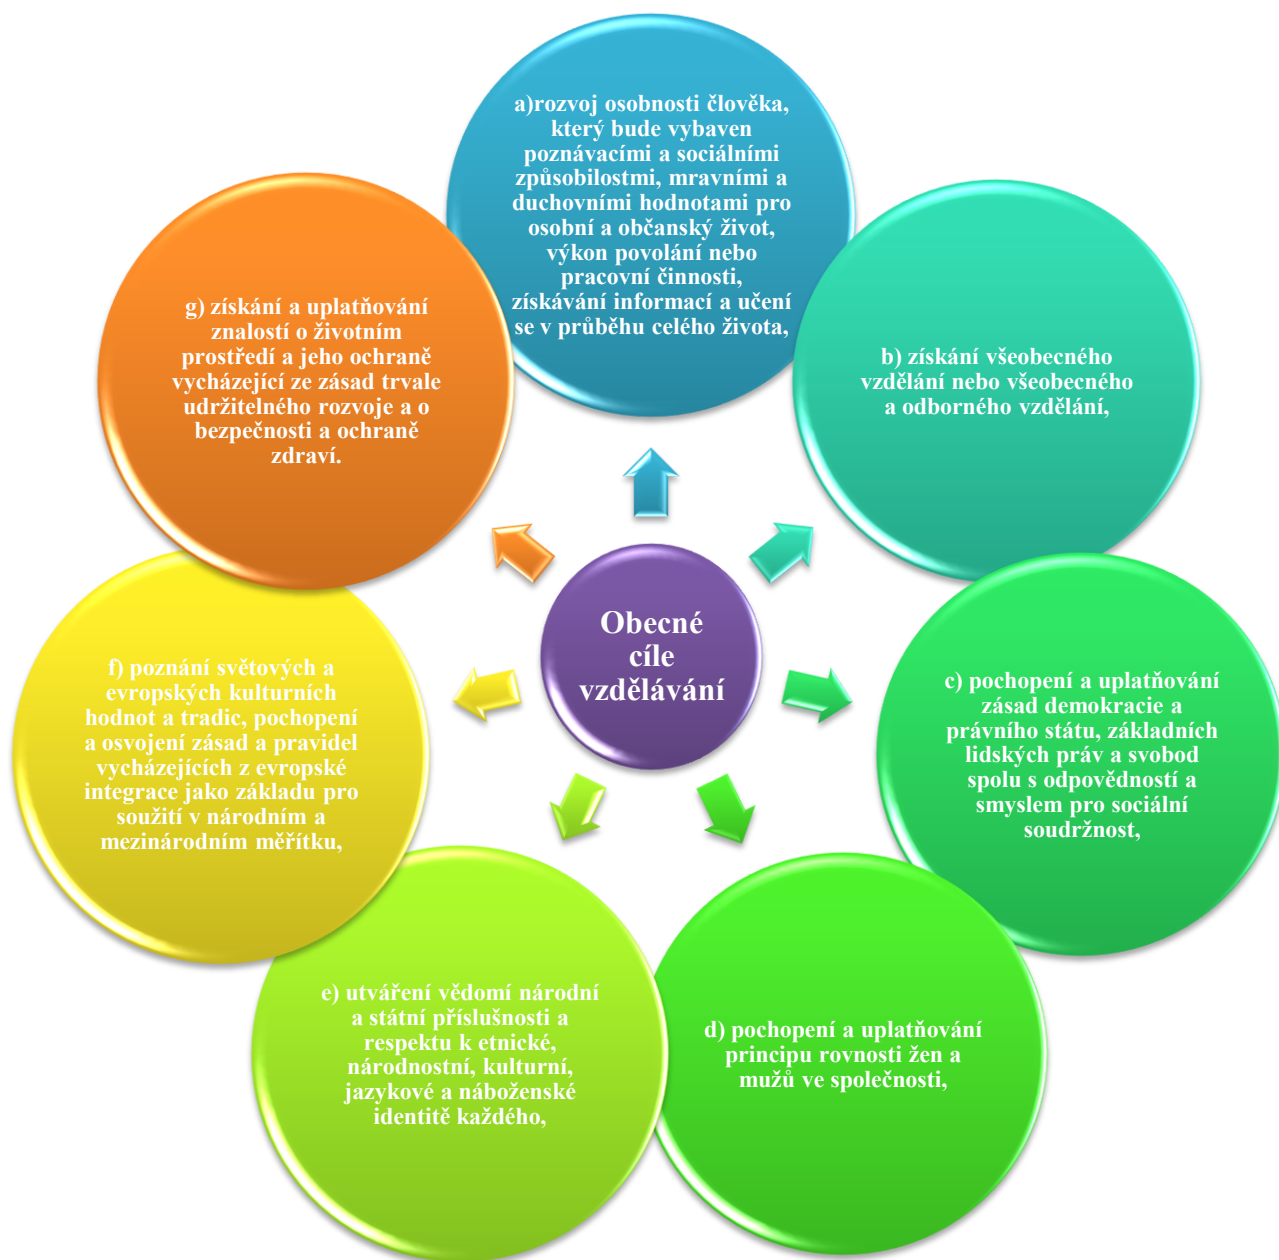 a)rozvoj osobnosti člověka,
který bude vybaven
poznávacími a sociálními
způsobilostmi, mravními a
duchovními hodnotami pro
osobní a občanský život,
výkon povolání nebo
pracovní činnosti,
získávání informací a učení
se v průběhu celého života,
b) získání všeobecného
vzdělání nebo všeobecného
a odborného vzdělání,
c) pochopení a uplatňování
zásad demokracie a
právního státu, základních
lidských práv a svobod
spolu s odpovědností a
smyslem pro sociální
soudržnost,
d) pochopení a uplatňování
principu rovnosti žen a
mužů ve společnosti,
e) utváření vědomí národní
a státní příslušnosti a
respektu k etnické,
národnostní, kulturní,
jazykové a náboženské
identitě každého,
f) poznání světových a
evropských kulturních
hodnot a tradic, pochopení
a osvojení zásad a pravidel
vycházejících z evropské
integrace jako základu pro
soužití v národním a
mezinárodním měřítku,
g) získání a uplatňování
znalostí o životním
prostředí a jeho ochraně
vycházející ze zásad trvale
udržitelného rozvoje a o
bezpečnosti a ochraně
zdraví.
Obecné
cíle
vzdělávání